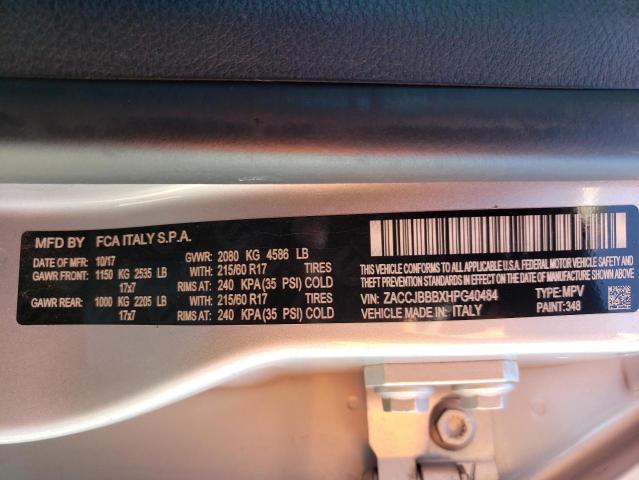 MFD BY FCA ITALY S.P.A.
DATE OF MFR: 10/17 GVWR: 2080 KG 4586 LB
GAWR FRONT: 1150 KG 2535 LB WITH: 215/60 R17 TIRES
17x7 RIMS AT: 240 KPA (35 PSI) COLD
GAWR REAR: 1000 KG 2205 LB WITH: 215/60 R17 TIRES
17x7 RIMS AT: 240 KPA (35 PSI) COLD
THIS VEHICLE CONFORMS TO ALL APPLICABLE U.S.A. FEDERAL MOTOR VEHICLE SAFETY AND
THEFT PREVENTION STANDARDS IN EFFECT ON THE DATE OF MANUFACTURE SHOWN ABOVE.
VIN: ZACCJBBBXHPG40484 TYPE: MPV
VEHICLE MADE IN: ITALY PAINT: 348